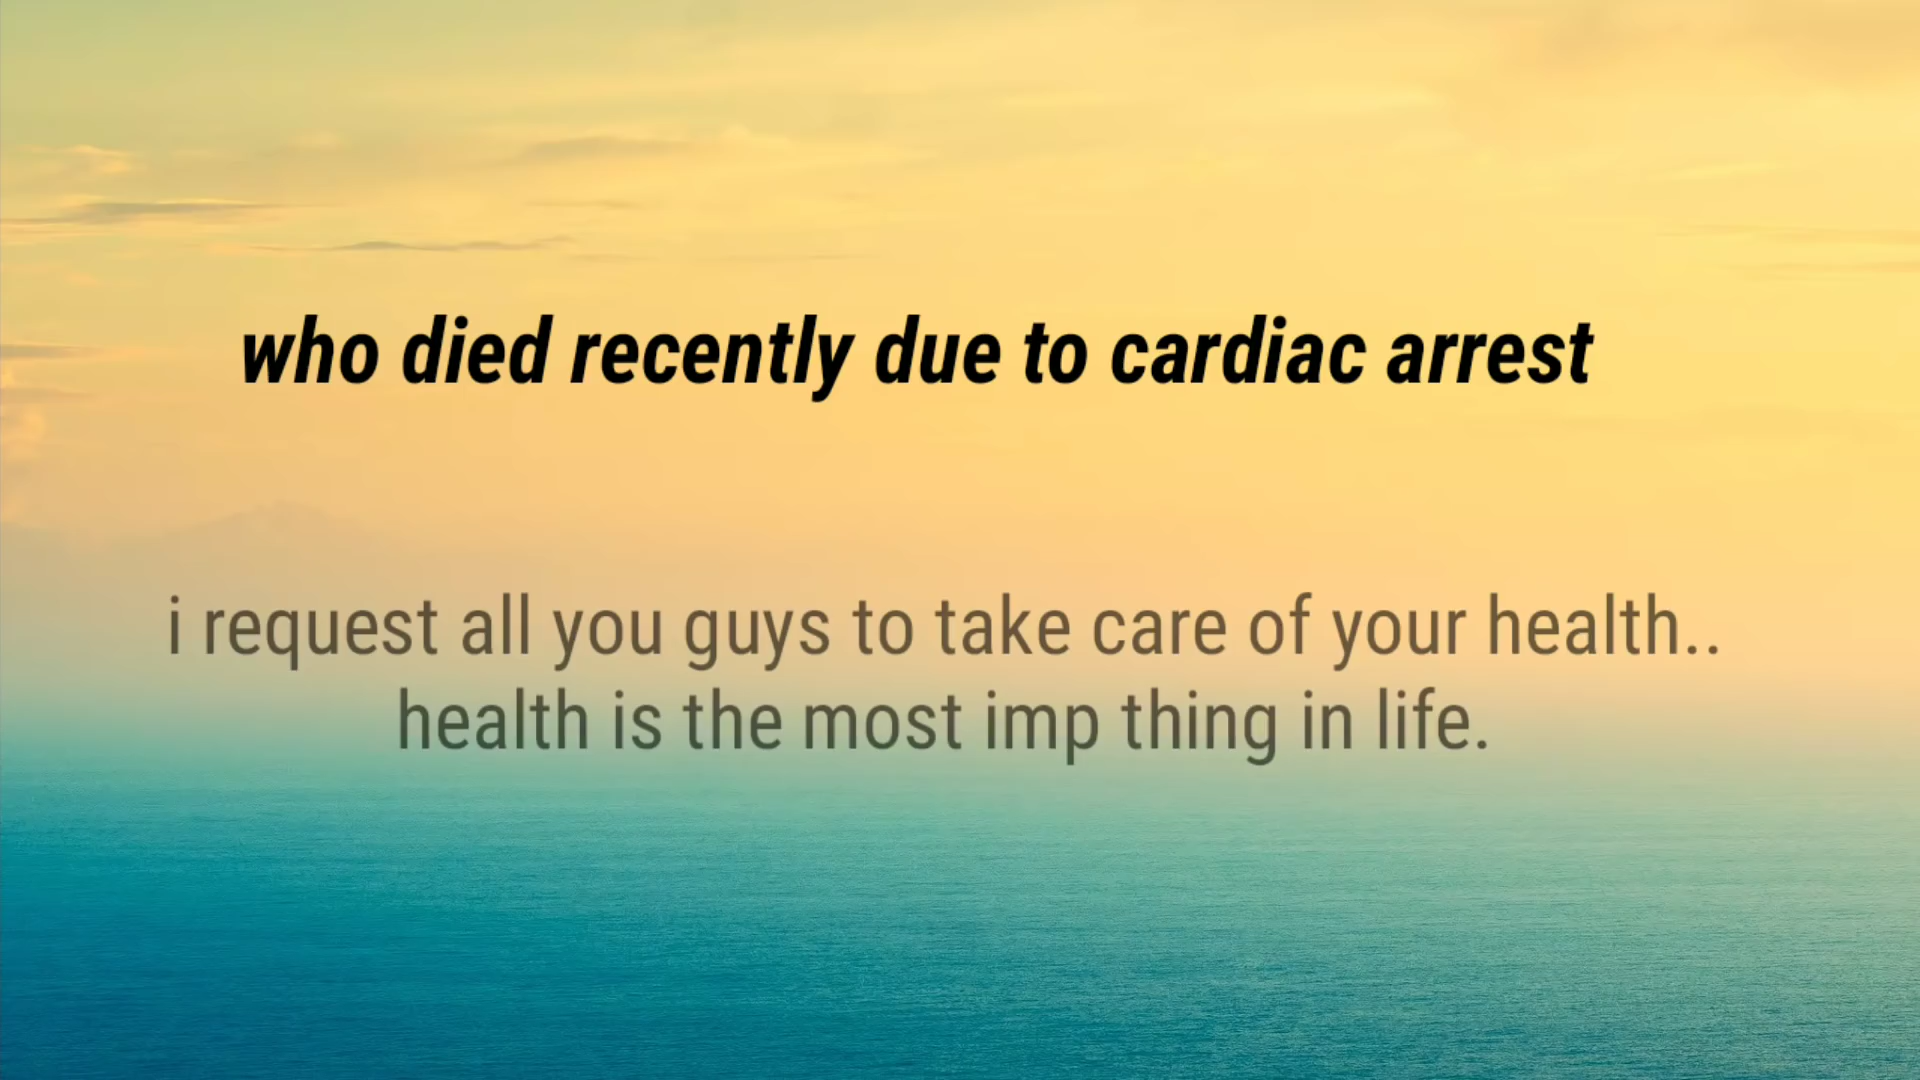 who died recently due to cardiac arrest
i request all you guys to take care of your health..
health is the most imp thing in life.